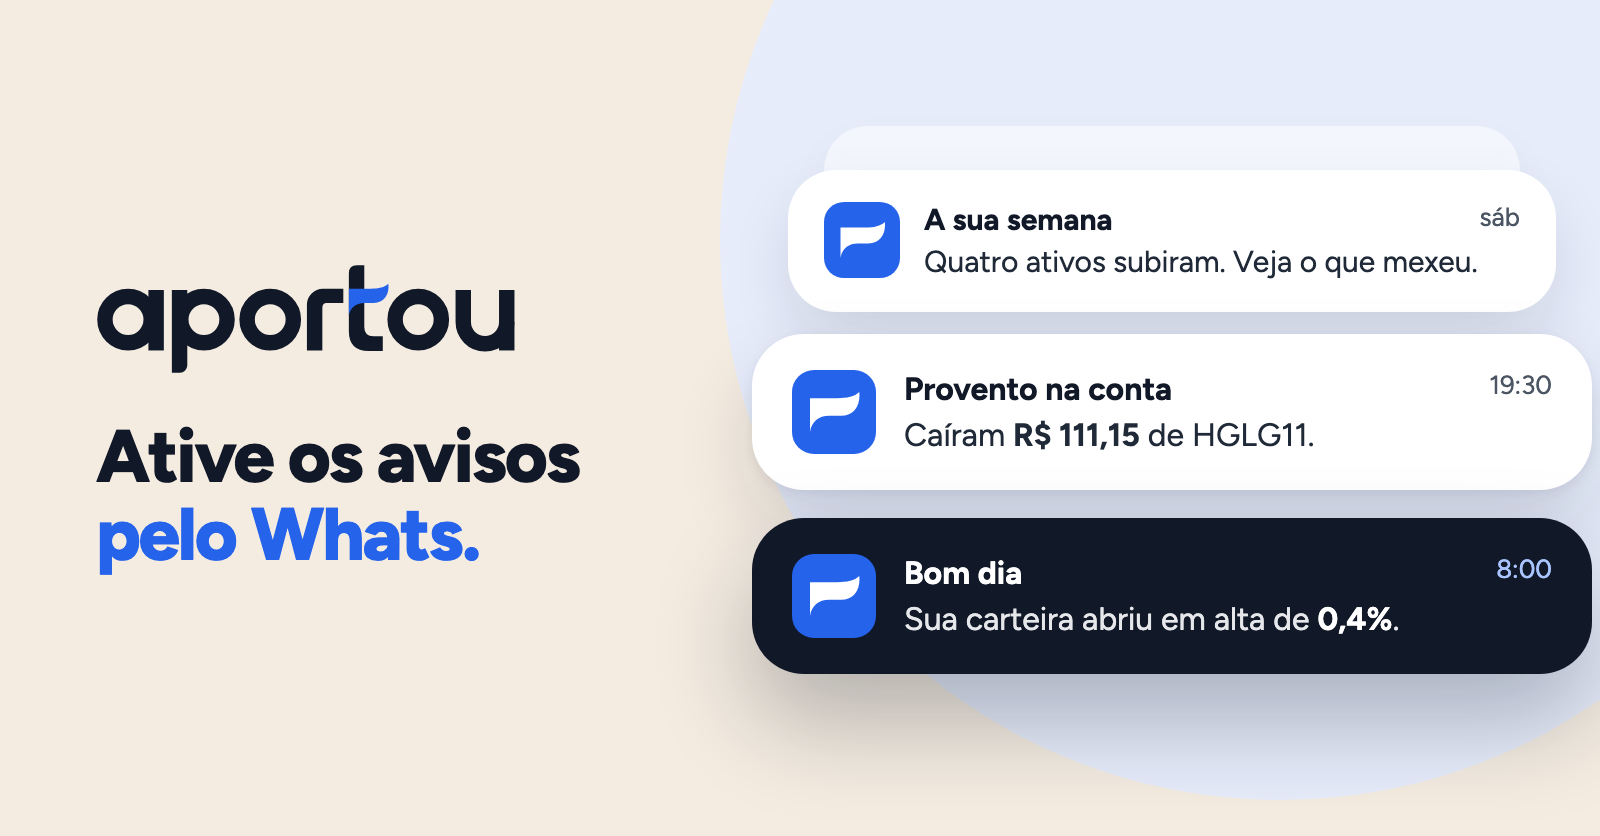 aportou
Ative os avisos
pelo Whats.
A sua semana
sáb
Quatro ativos subiram. Veja o que mexeu.
Provento na conta
19:30
Caíram R$ 111,15 de HGLG11.
Bom dia
8:00
Sua carteira abriu em alta de 0,4%.